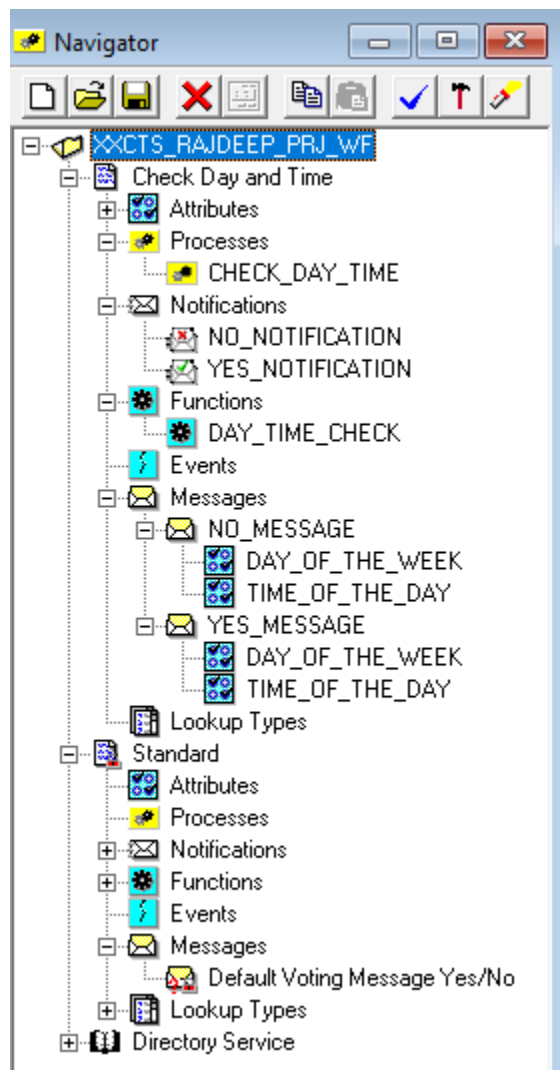 Navigator
XXCTS_RAJDEEP_PRJ_WF
Check Day and Time
Attributes
Processes
CHECK_DAY_TIME
Notifications
NO_NOTIFICATION
YES_NOTIFICATION
Functions
DAY_TIME_CHECK
Events
Messages
NO_MESSAGE
DAY_OF_THE_WEEK
TIME_OF_THE_DAY
YES_MESSAGE
DAY_OF_THE_WEEK
TIME_OF_THE_DAY
Lookup Types
Standard
Attributes
Processes
Notifications
Functions
Events
Messages
Default Voting Message Yes/No
Lookup Types
Directory Service